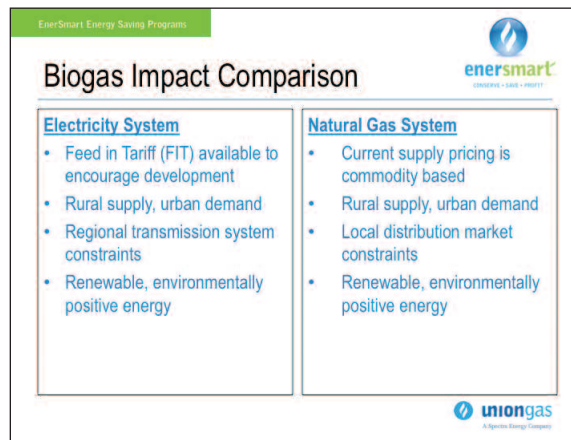 EnerSmart Energy Saving Programs
enersmart
CONSERVE • SAVE • PROFIT
Biogas Impact Comparison
Electricity System
• Feed in Tariff (FIT) available to
encourage development
• Rural supply, urban demand
• Regional transmission system
constraints
• Renewable, environmentally
positive energy
Natural Gas System
• Current supply pricing is
commodity based
• Rural supply, urban demand
• Local distribution market
constraints
• Renewable, environmentally
positive energy
uniongas
A Spectra Energy Company